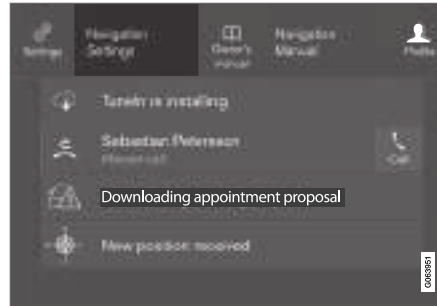 Settings
Navigation Settings
Owner's manual
Navigation Manual
Profile
TuneIn is installing
Sebastian Petersson
Missed call
Call
Downloading appointment proposal
New position received
G063951